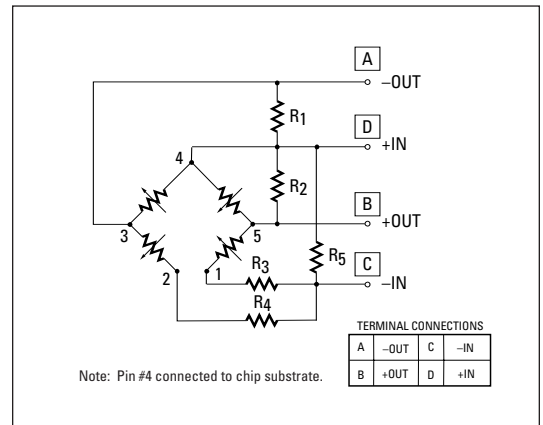 A
–OUT
R1
D
+IN
4
R2
B
+OUT
3
5
R5
C
2
1
R3
–IN
R4
TERMINAL CONNECTIONS
A –OUT C –IN
B +OUT D +IN
Note: Pin #4 connected to chip substrate.